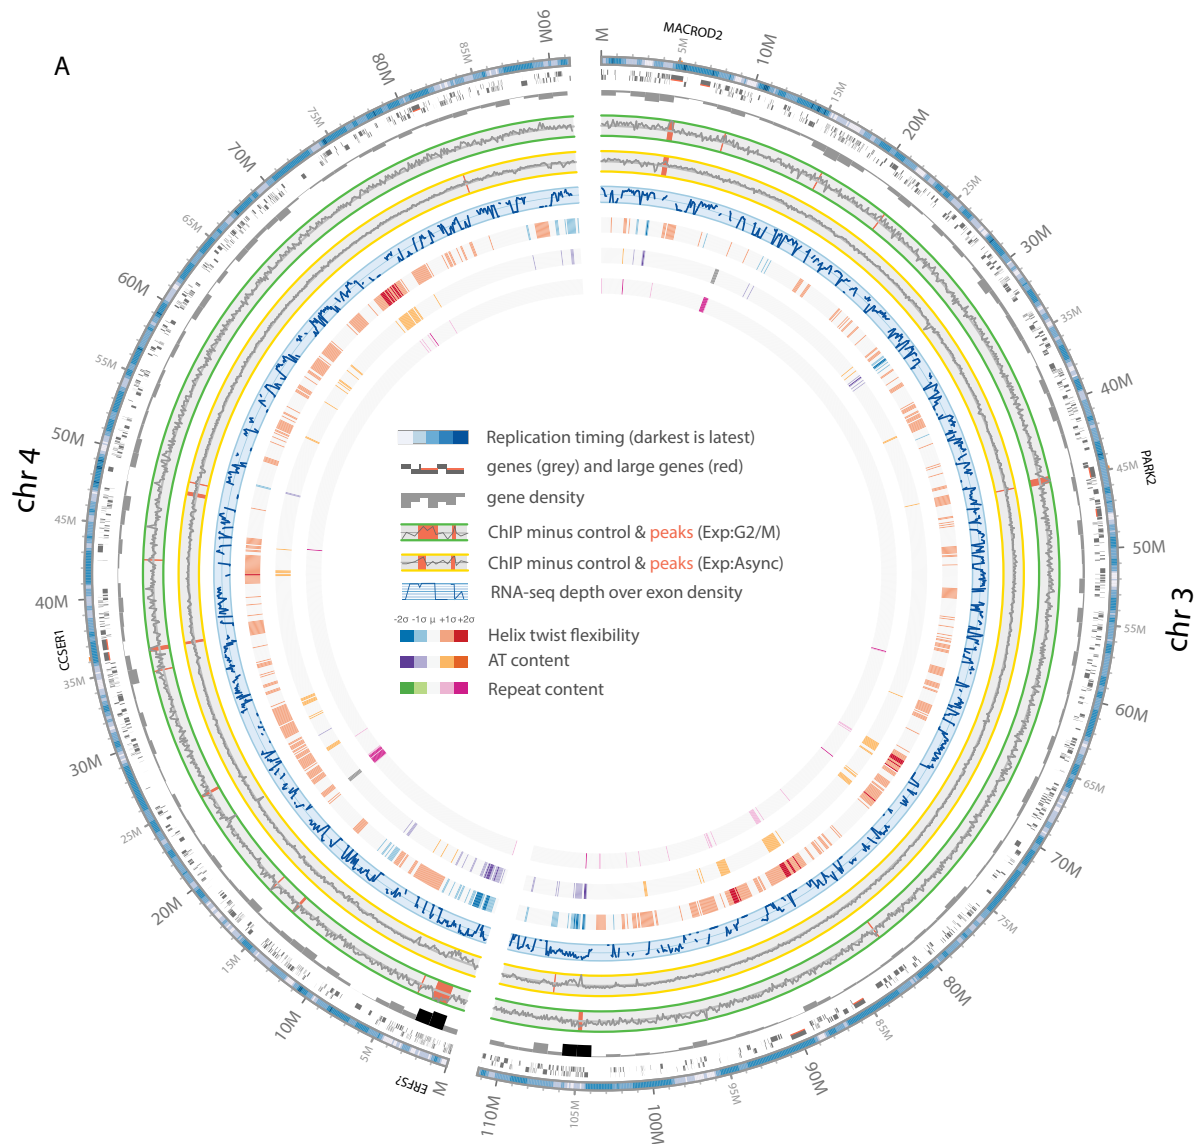 A
M
MACROD2
5M
10M
15M
20M
25M
30M
35M
40M
45M
PARK2
50M
chr 3
55M
60M
65M
70M
75M
80M
85M
90M
95M
100M
105M
110M
M
ERFS?
5M
10M
15M
20M
25M
30M
35M
CCSER1
40M
45M
chr 4
50M
55M
60M
65M
70M
75M
80M
85M
90M
Replication timing (darkest is latest)
genes (grey) and large genes (red)
gene density
ChIP minus control & peaks (Exp:G2/M)
ChIP minus control & peaks (Exp:Async)
RNA-seq depth over exon density
-2σ -1σ μ +1σ +2σ
Helix twist flexibility
AT content
Repeat content